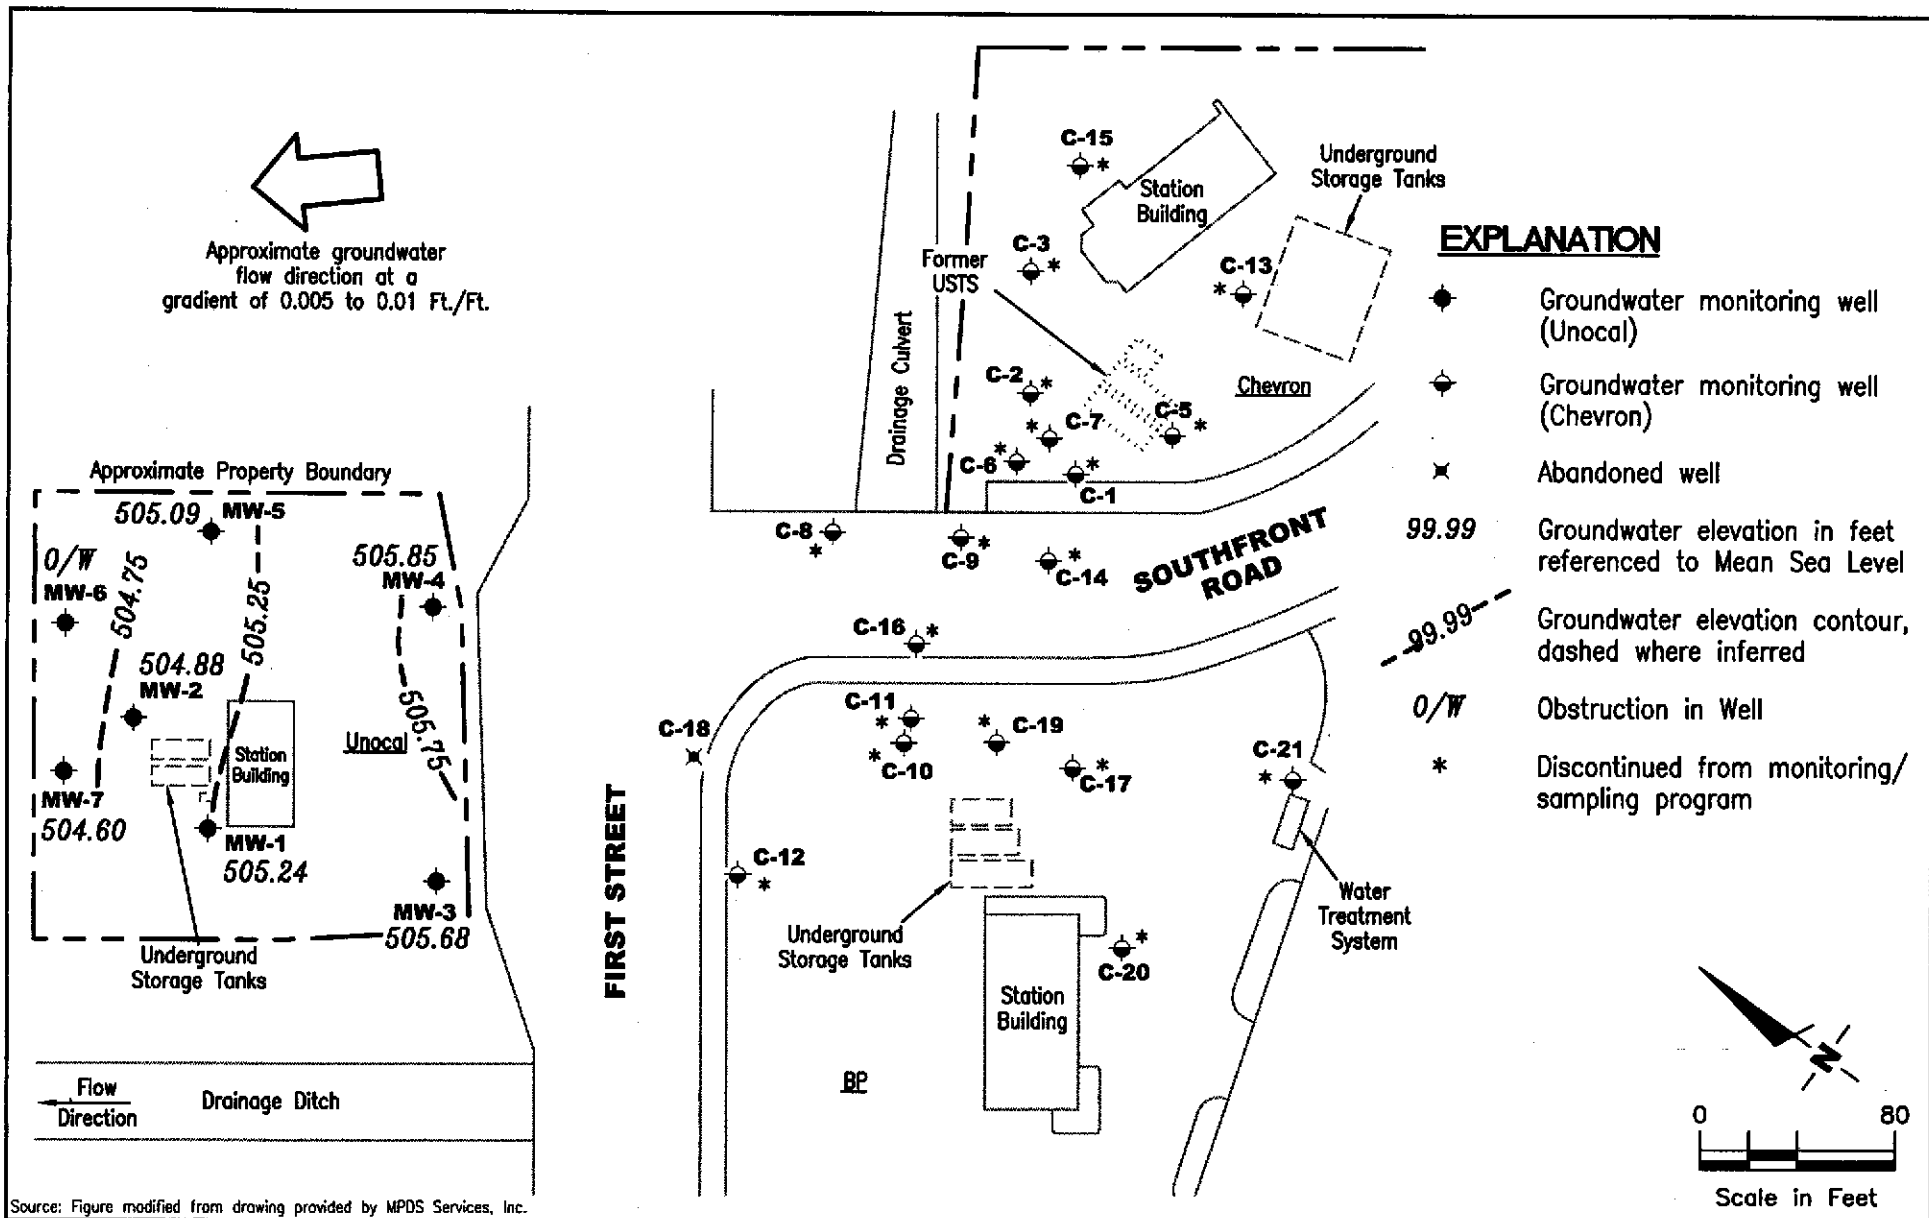 Approximate groundwater
flow direction at a
gradient of 0.005 to 0.01 Ft./Ft.
C-15
*
Station
Building
Underground
Storage Tanks
C-3
*
Former
USTS
C-13
*
Drainage Culvert
C-2
*
Chevron
C-7
*
C-5
*
C-6
*
C-1
*
C-8
*
C-9
*
C-14
*
SOUTHFRONT
ROAD
C-16
*
EXPLANATION
Groundwater monitoring well
(Unocal)
Groundwater monitoring well
(Chevron)
Abandoned well
99.99
Groundwater elevation in feet
referenced to Mean Sea Level
99.99
Groundwater elevation contour,
dashed where inferred
O/W
Obstruction in Well
*
Discontinued from monitoring/
sampling program
Approximate Property Boundary
505.09
MW-5
O/W
MW-6
504.75
505.25
505.85
MW-4
504.88
MW-2
Station
Building
Unocal
505.75
MW-7
504.60
MW-1
505.24
MW-3
505.68
Underground
Storage Tanks
Flow
Direction
Drainage Ditch
FIRST STREET
C-18
C-11
*
C-10
*
C-19
*
C-17
*
C-21
*
C-12
*
Underground
Storage Tanks
Water
Treatment
System
C-20
*
Station
Building
BP
N
0
80
Scale in Feet
Source: Figure modified from drawing provided by MPDS Services, Inc.